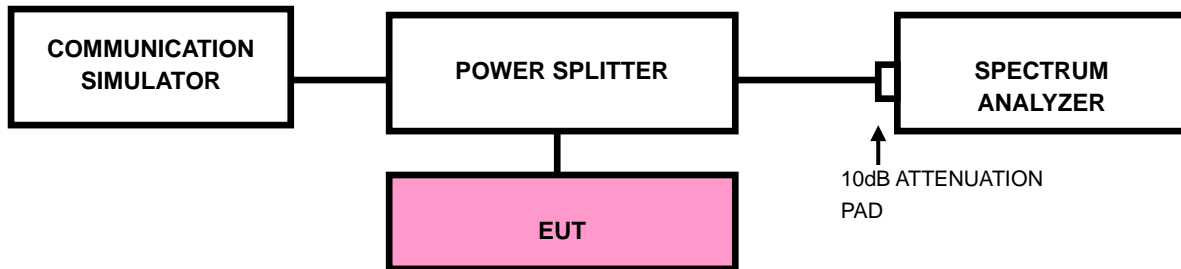 COMMUNICATION
SIMULATOR
POWER SPLITTER
SPECTRUM
ANALYZER
10dB ATTENUATION
PAD
EUT